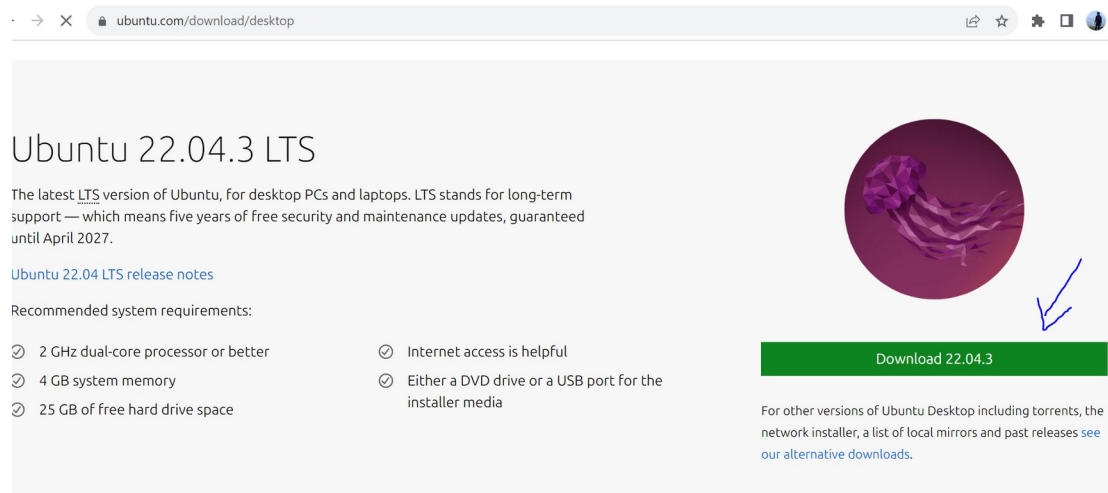 ubuntu.com/download/desktop
Ubuntu 22.04.3 LTS
The latest LTS version of Ubuntu, for desktop PCs and laptops. LTS stands for long-term
support — which means five years of free security and maintenance updates, guaranteed
until April 2027.
Ubuntu 22.04 LTS release notes
Recommended system requirements:
2 GHz dual-core processor or better
4 GB system memory
25 GB of free hard drive space
Internet access is helpful
Either a DVD drive or a USB port for the
installer media
Download 22.04.3
For other versions of Ubuntu Desktop including torrents, the
network installer, a list of local mirrors and past releases see
our alternative downloads.